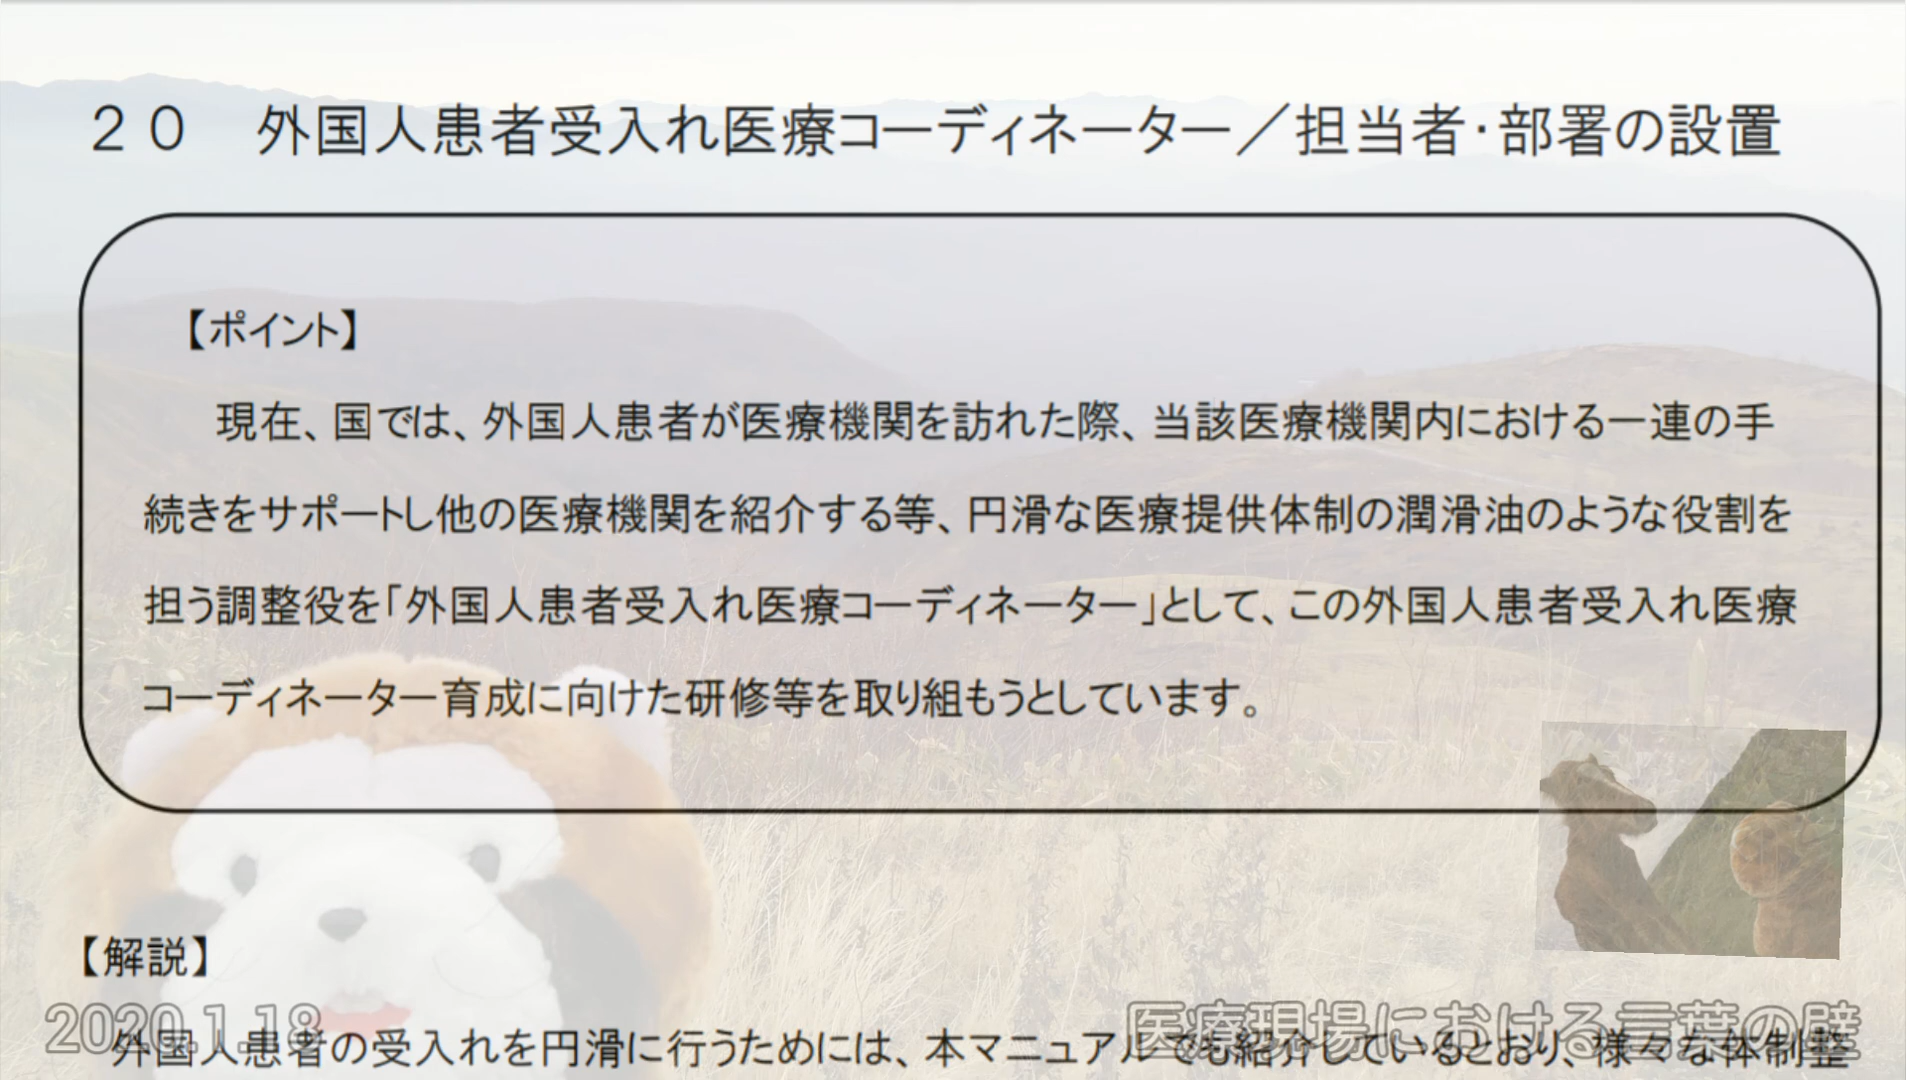 ２０　外国人患者受入れ医療コーディネーター／担当者・部署の設置
【ポイント】
現在、国では、外国人患者が医療機関を訪れた際、当該医療機関内における一連の手
続きをサポートし他の医療機関を紹介する等、円滑な医療提供体制の潤滑油のような役割を
担う調整役を「外国人患者受入れ医療コーディネーター」として、この外国人患者受入れ医療
コーディネーター育成に向けた研修等を取り組もうとしています。
【解説】
2020.1.18
医療現場における言葉の壁
外国人患者の受入れを円滑に行うためには、本マニュアルでも紹介しているとおり、様々な体制整